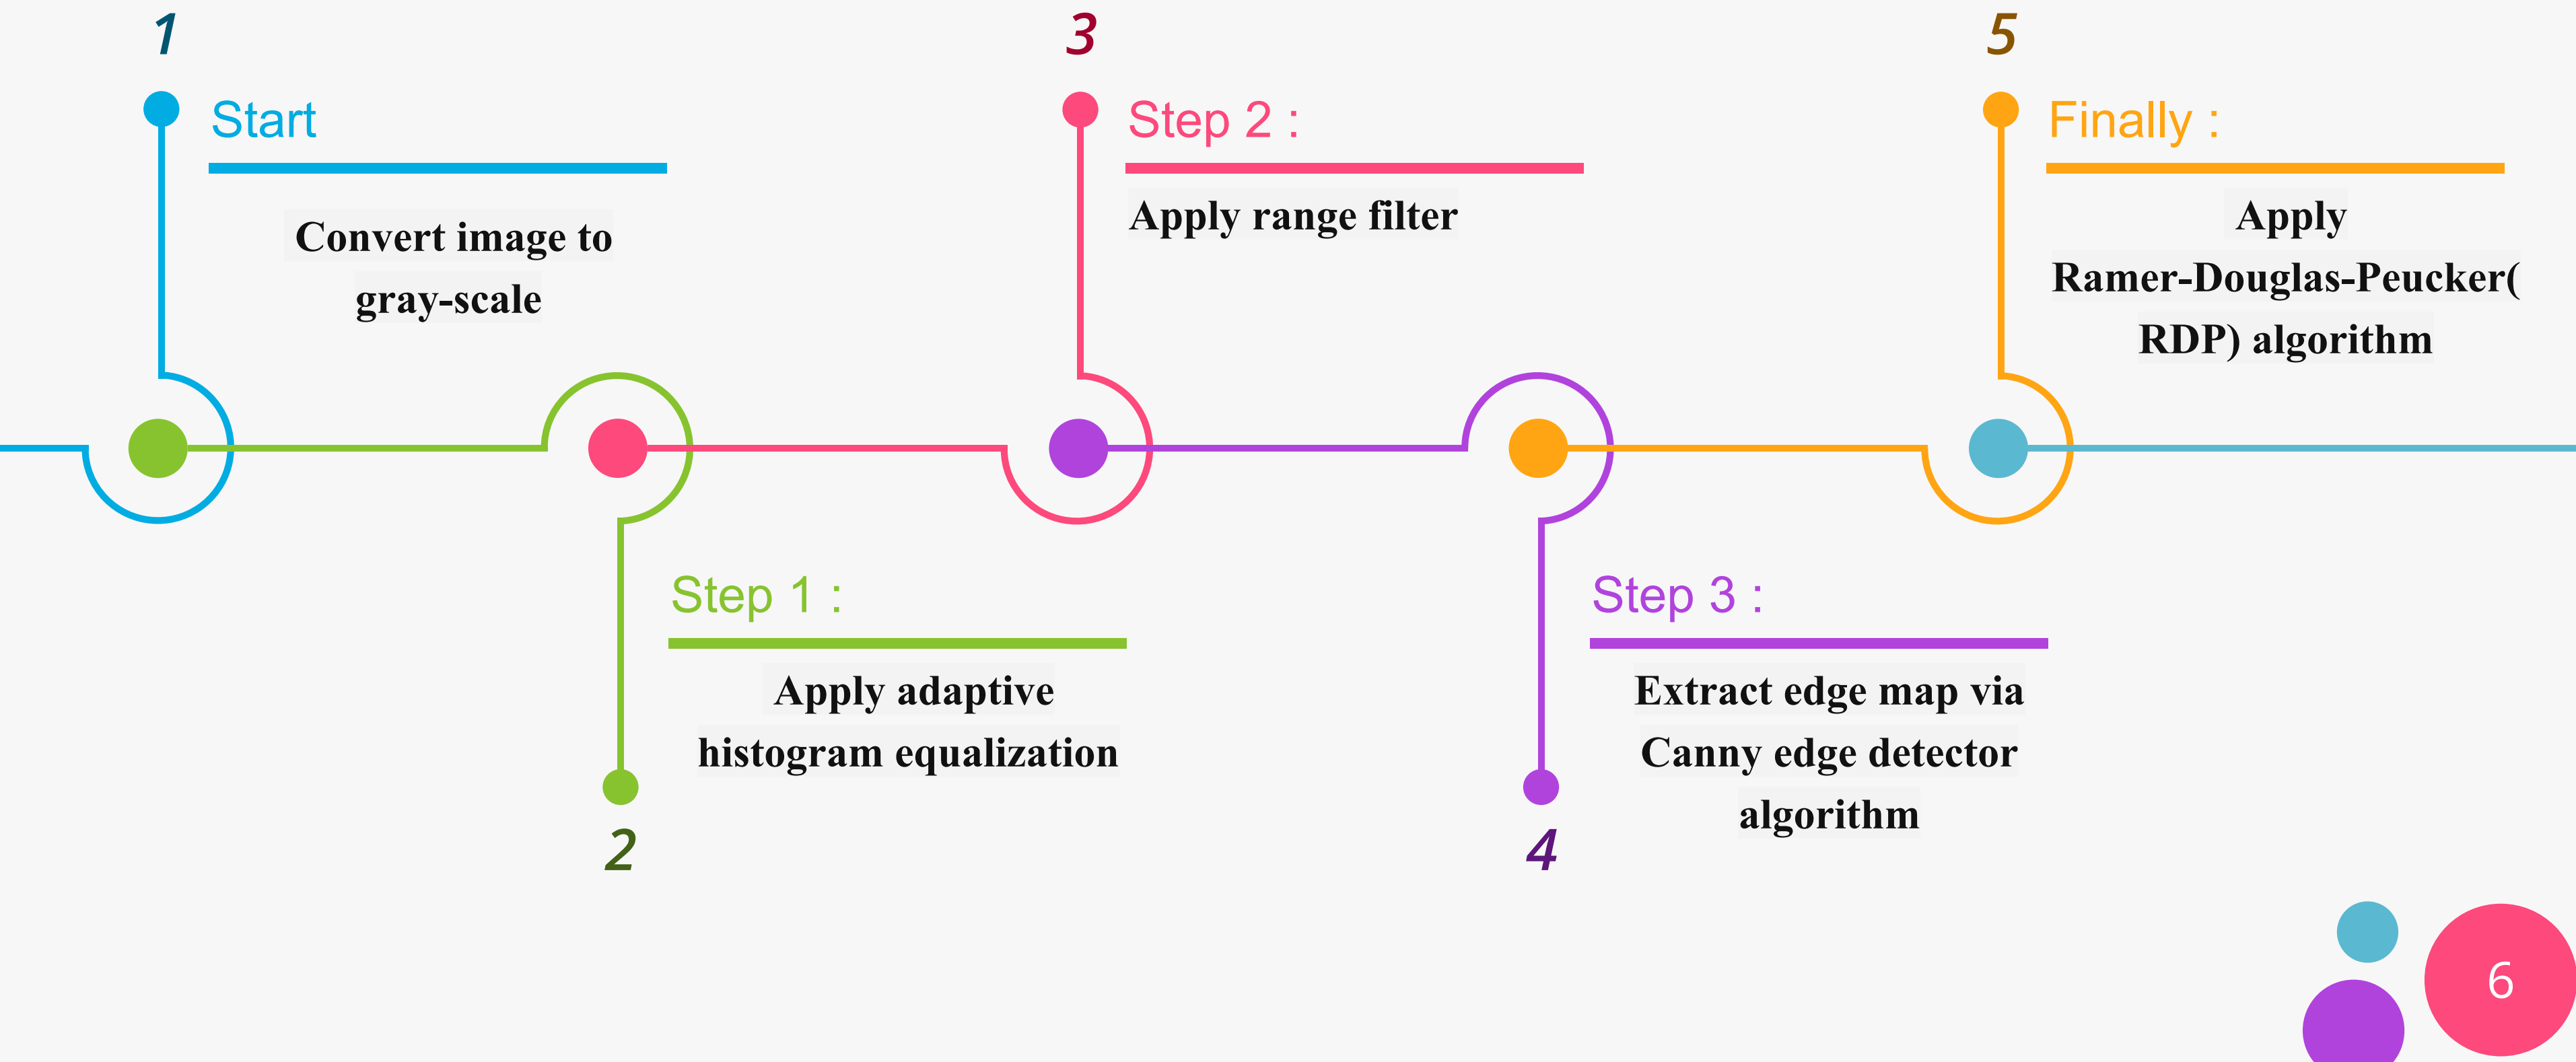 1
Start
Convert image to
gray-scale
2
Step 1 :
Apply adaptive
histogram equalization
3
Step 2 :
Apply range filter
4
Step 3 :
Extract edge map via
Canny edge detector
algorithm
5
Finally :
Apply
Ramer-Douglas-Peucker(
RDP) algorithm
6